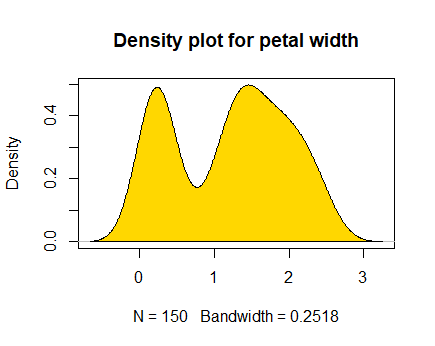 Density plot for petal width
Density
0.4
0.2
0.0
0 1 2 3
N = 150 Bandwidth = 0.2518